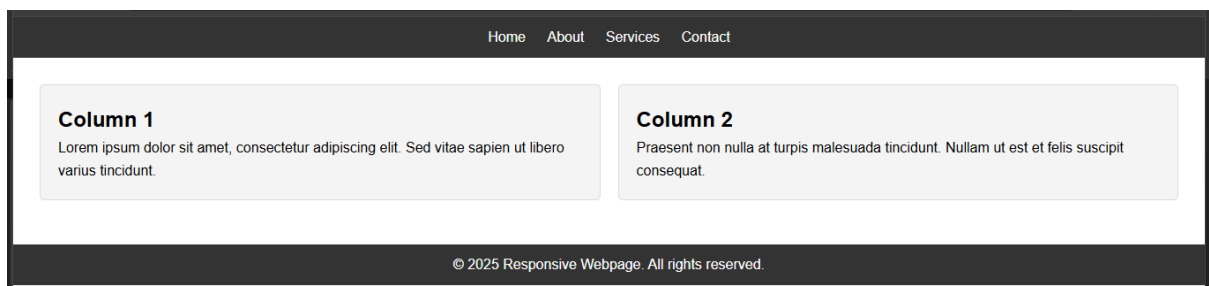 Home About Services Contact
Column 1
Lorem ipsum dolor sit amet, consectetur adipiscing elit. Sed vitae sapien ut libero
varius tincidunt.
Column 2
Praesent non nulla at turpis malesuada tincidunt. Nullam ut est et felis suscipit
consequat.
© 2025 Responsive Webpage. All rights reserved.